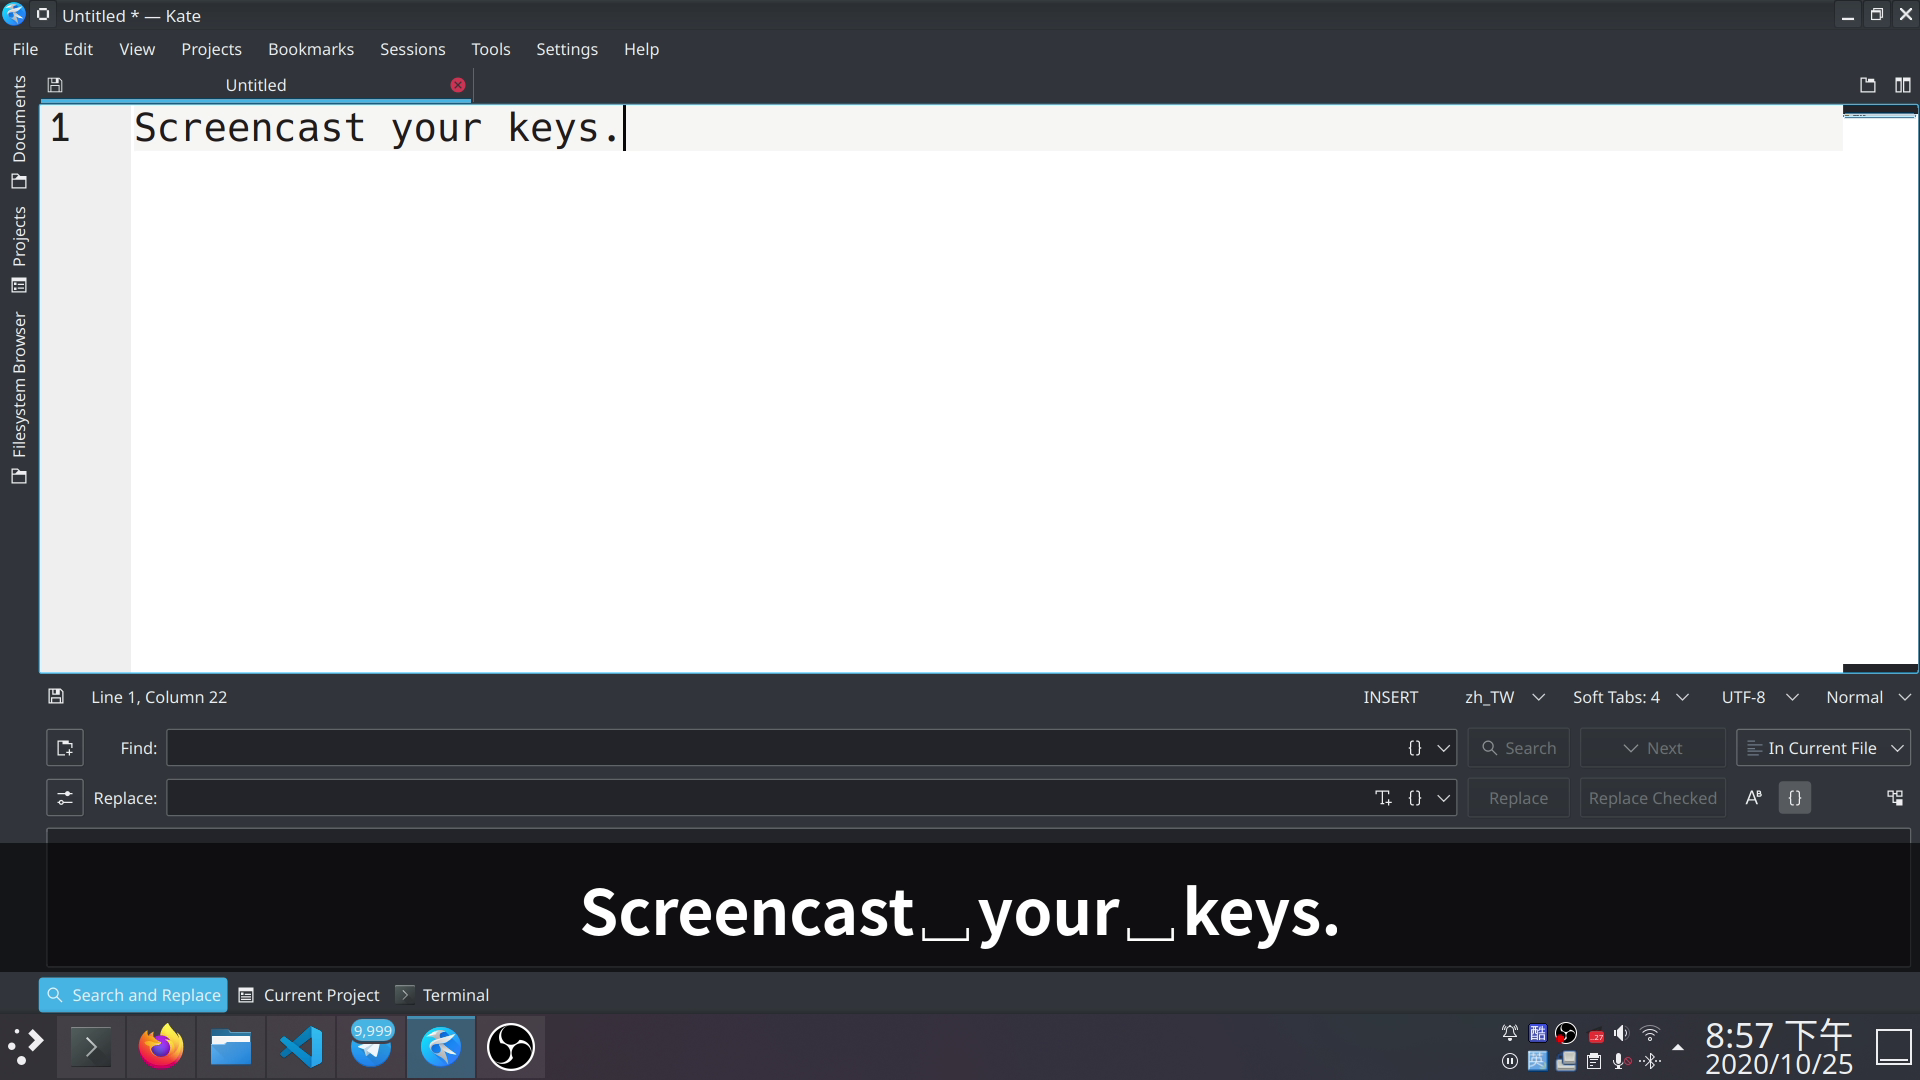 Untitled * — Kate
File Edit View Projects Bookmarks Sessions Tools Settings Help
Untitled
Documents
Projects
Filesystem Browser
1 Screencast your keys.
Line 1, Column 22 INSERT zh_TW Soft Tabs: 4 UTF-8 Normal
Find: {} Search Next In Current File
Replace: {} Replace Replace Checked {}
Screencast␣your␣keys.
Search and Replace Current Project Terminal
9,999
酷
英
8:57 下午
2020/10/25